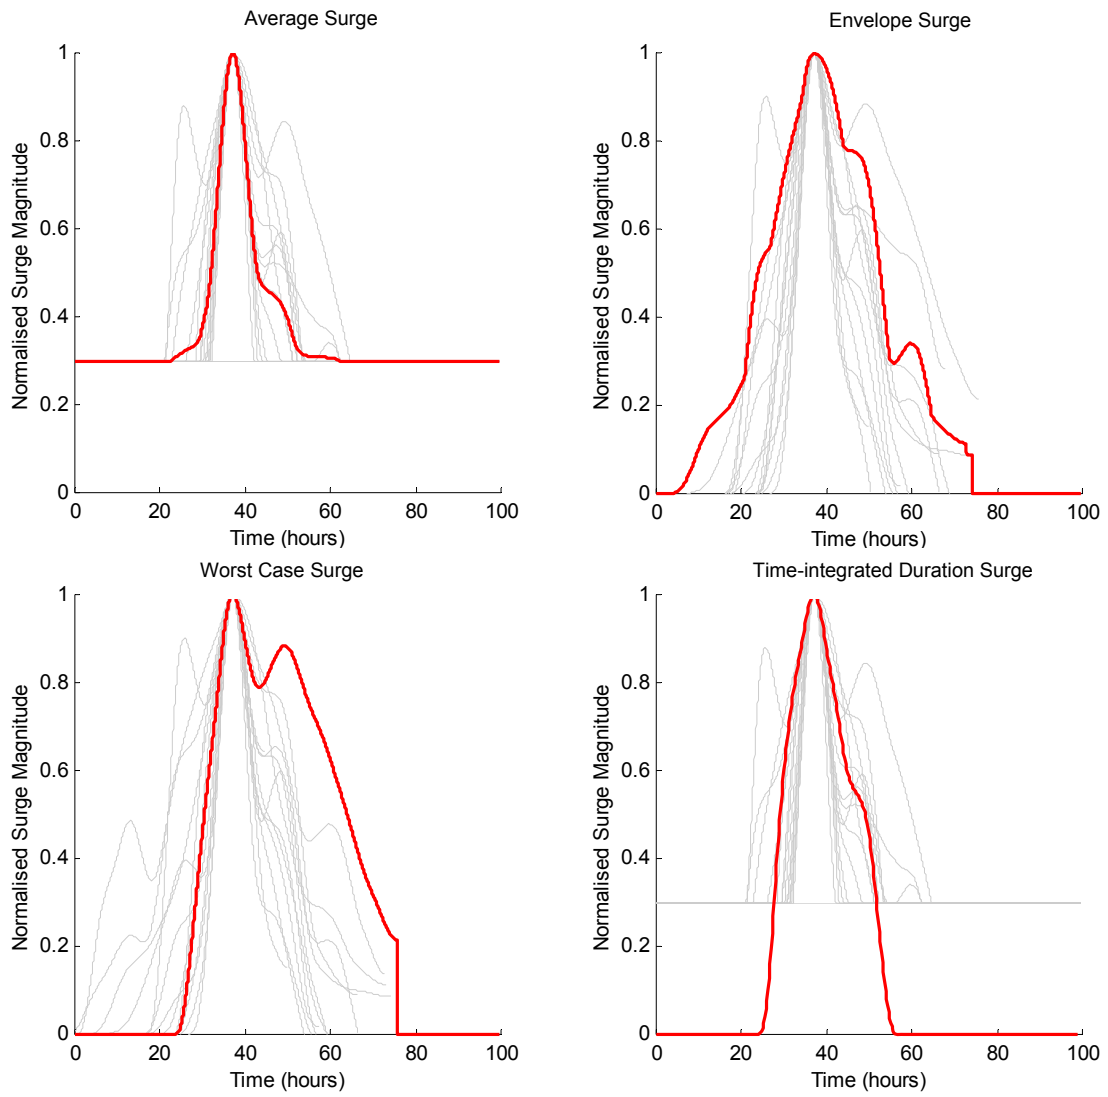 Average Surge
Normalised Surge Magnitude
1
0.8
0.6
0.4
0.2
0
0 20 40 60 80 100
Time (hours)
Envelope Surge
Normalised Surge Magnitude
1
0.8
0.6
0.4
0.2
0
0 20 40 60 80 100
Time (hours)
Worst Case Surge
Normalised Surge Magnitude
1
0.8
0.6
0.4
0.2
0
0 20 40 60 80 100
Time (hours)
Time-integrated Duration Surge
Normalised Surge Magnitude
1
0.8
0.6
0.4
0.2
0
0 20 40 60 80 100
Time (hours)